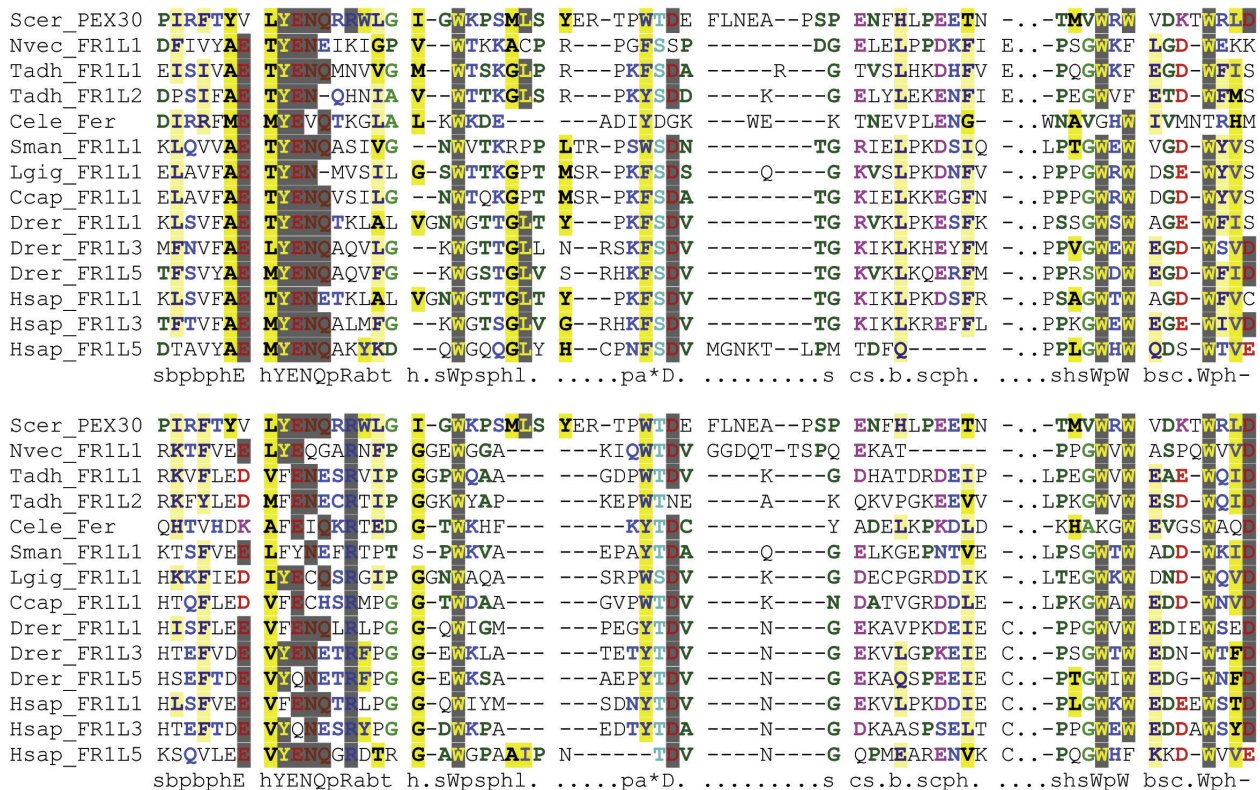 Scer_PEX30 PIRFTYV LYENQRRWLG I-GWKPSMLS YER-TPWTDE FLNEA-PSP ENFHLPEETN ...TMVWRW VDKTWRLD
Nvec_FR1L1 DFIVYAE TYENEIKIGP V--WTKKACP R---PGFSSP -------DG ELELPPDKFI E..PSGWKF LGD-WEKK
Tadh_FR1L1 EISIVAE TYENQMNVVG M--WTSKGLP R---PKFSDA ----R---G TVSLHKDHFV E..PQGWKF EGD-WFIS
Tadh_FR1L2 DPSIFAE TYEN-QHNIA V--WTTKGLS R---PKYSDD ----K---G ELYLEKENFI E..PEGWVF ETD-WFMS
Cele_Fer DIRRFME MYEVQTKGLA L-KWKDE--- ---ADIYDGK ---WE---K TNEVPLENG- ..WNAVGHW IVMNTRHM
Sman_FR1L1 KLQVVAE TYENQASIVG --NWVTKRPP LTR-PSWSDN -------TG RIELPKDSIQ ...LPTGWEW VGD-WYVS
Lgig_FR1L1 ELAVFAE TYEN-MVSIL G-SWTTKGPT MSR-PKFSDS ----Q---G KVSLPKDNFV ...PPPGWRW DSE-WYVS
Ccap_FR1L1 ELAVFAE TYENQVSILG --NWTQKGPT MSR-PKFSDA -------TG KIELKKEGFN ...PPPGWKW DGD-WYVS
Drer_FR1L1 KLSVFAE TYENQTKLAL VGNWGTTGLT Y---PKFSDV -------TG RVKLPKESFK ...PSSGWSW AGE-WFIS
Drer_FR1L3 MFNVFAE LYENQAQVLG --KWGTTGLL N--RSKFSDV -------TG KIKLKHEYFM ...PPVGWEW EGD-WSVD
Drer_FR1L5 TFSVYAE MYENQAQVFG --KWGSTGLV S--RHKFSDV -------TG KVKLKQERFM ...PPRSWDW EGD-WFID
Hsap_FR1L1 KLSVFAE TYENETKLAL VGNWGTTGLT Y---PKFSDV -------TG KIKLPKDSFR ...PSAGWTW AGD-WFVC
Hsap_FR1L3 TFTVFAE MYENQALMFG --KWGTSGLV G--RHKFSDV -------TG KIKLKREFFL ...PPKGWEW EGE-WIVD
Hsap_FR1L5 DTAVYAE MYENQAKYKD --QWGQQGLY H--CPNFSDV MGNKT-LPM TDFQ------ ...PPLGWHW QDS-WTVE
sbpbphE hYENQpRabt h.sWpsphl. .....pa*D. ........s cs.b.scph. ....shsWpW bsc.Wph-
Scer_PEX30 PIRFTYV LYENQRRWLG I-GWKPSMLS YER-TPWTDE FLNEA-PSP ENFHLPEETN ...TMVWRW VDKTWRLD
Nvec_FR1L1 RKTFVEE LYEQGARNVFP GGEWGGE--- ---KIQWTDV GGDQT-TSPQ EKAT------ ...LPPGWVW ASPQWVVD
Tadh_FR1L1 RKVFLED VFENESRLIP GGPWQAA--- ---GDPWTDV ----K---G DHATDRDEIP ...LPEGWVW EAE-WQID
Tadh_FR1L2 RKFYLED MFENECRIIP GGKWYAP--- ---KEPWTNE ----A---K QKVPGKEEVV ...LPKGWVW ESD-WQID
Cele_Fer QHTVHDK AFEIQKRTED G-TWKHF--- ----KYTDC -------Y ADELKPKDLD ...KHAKGWW EVGSWAQD
Sman_FR1L1 KTSFVEE LFYNEFRTPT S-PWKVA--- ---EPAYTDA ----Q---G ELKGEPNTVE ...LPSGWTW ADD-WKID
Lgig_FR1L1 HKKFIED IYECQSRGIP GGNWAQA--- ---SRPWSDV ----K---G DECPGRDDIK ...LTEGWKW DND-WQVD
Ccap_FR1L1 HTQFLED VFECHSRMPG G-TWDAA--- ---GVPWTDV ----K---N DATVGRDDLE ...LPKGWAW EDD-WNVD
Drer_FR1L1 HISFLEE VFENQLRLPG G-QWIGM--- ---PEGYTDV ----N---G EKAVPKDEIE C..PPGWVW EDIEWSED
Drer_FR1L3 HTEFVDE VYENETRFPG G-EWKLA--- ---TETYTDV ----N---G EKVLGPKEIE C..PPGWTW EDN-WTFD
Drer_FR1L5 HSEFTDE VYQNETRFPG G-EWKSA--- ---AEPYTDV ----N---G EKAQSPEEIE C..PTGWIW EDG-WNFD
Hsap_FR1L1 HLSFVEE VFENQTRLPG G-QWIYM--- ---SDNYTDV ----N---G EKVLPKDDIE C..PLGWKW EDEEWSTD
Hsap_FR1L3 HTEFTDE VYQNESRYPG G-DWKPA--- ---EDTYTDA ----N---G DKAASPSELT C..PPGWEW EDDAWSYD
Hsap_FR1L5 KSQVLEE VYENQGRDTR G-AWGPAAIP N-----TDV ----N---G QPMEARENVK C..PQGWHF KKD-WVVE
sbpbphE hYENQpRabt h.sWpsphl. .....pa*D. ........s cs.b.scph. ....shsWpW bsc.Wph-